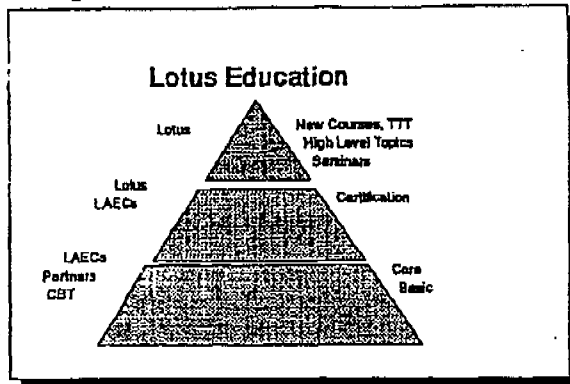 Lotus Education
Lotus
New Courses, TTT
High Level Topics
Seminars
Lotus
LAECs
Certification
LAECs
Partners
CBT
Core
Basic